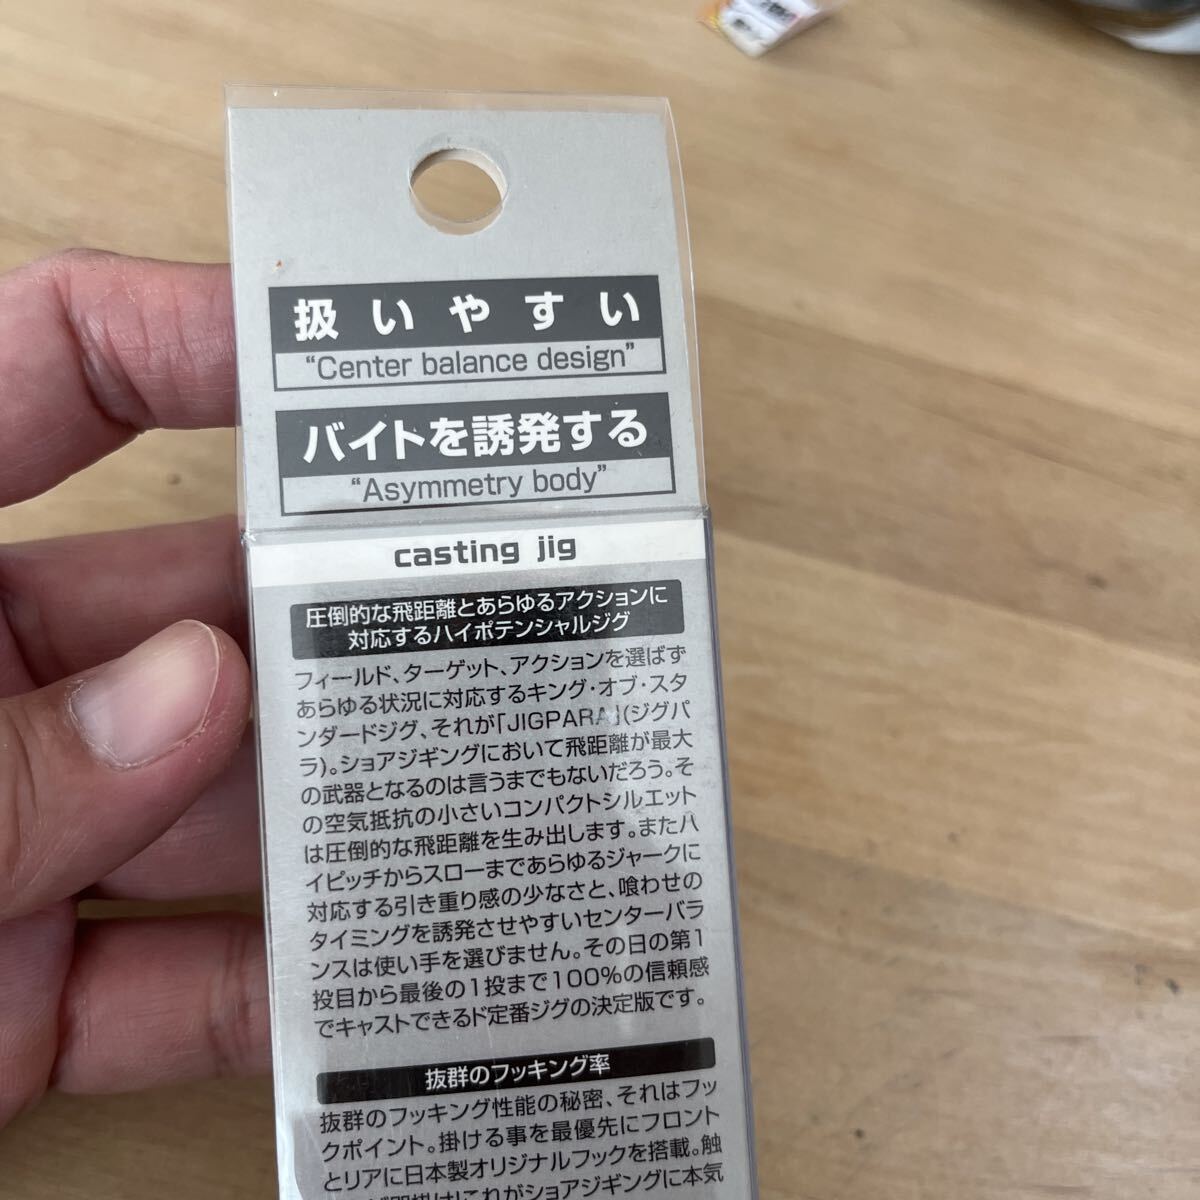 扱いやすい
“Center balance design”
バイトを誘発する
“Asymmetry body”
casting jig
圧倒的な飛距離とあらゆるアクションに
対応するハイポテンシャルジグ
フィールド、ターゲット、アクションを選ばず
あらゆる状況に対応するキング・オブ・スタ
ンダードジグ、それが「JIGPARA」(ジグパ
ラ)。ショアジギングにおいて飛距離が最大
の武器となるのは言うまでもないだろう。そ
の空気抵抗の小さいコンパクトシルエット
は圧倒的な飛距離を生み出します。またハ
イピッチからスローまであらゆるジャークに
対応する引き重り感の少なさと、喰わせの
タイミングを誘発させやすいセンターバラ
ンスは使い手を選びません。その日の第1
投目から最後の1投まで100%の信頼感
でキャストできるド定番ジグの決定版です。
抜群のフッキング率
抜群のフッキング性能の秘密、それはフッ
クポイント。掛ける事を最優先にフロント
とリアに日本製オリジナルフックを搭載。触
これがショアジギングに本気